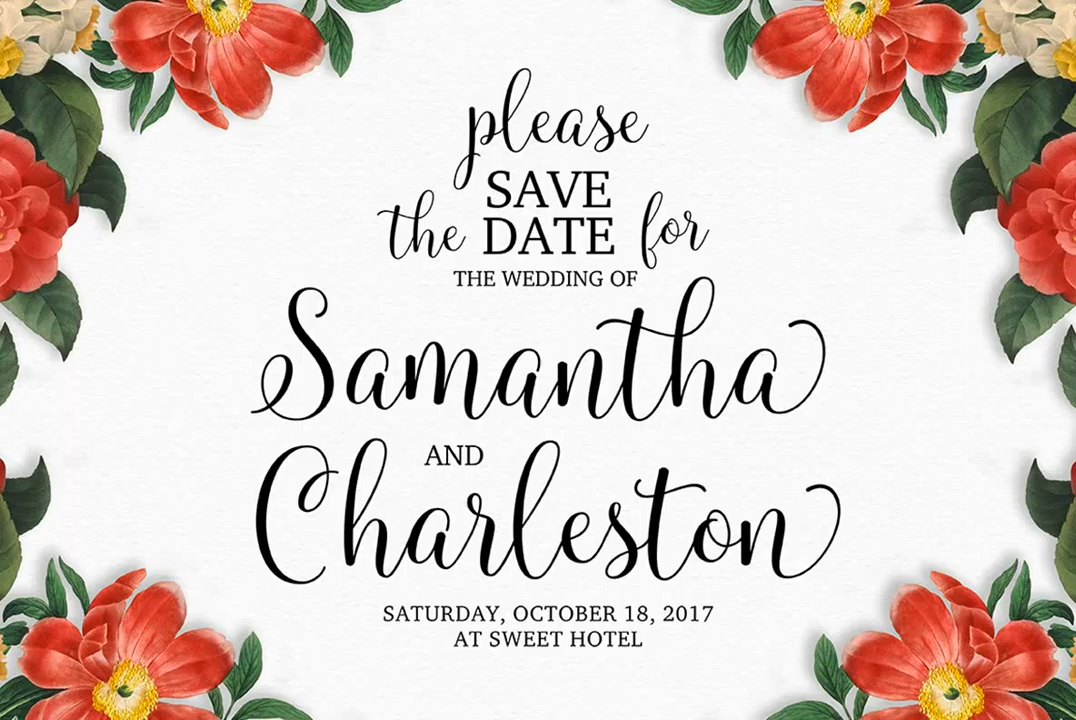 please
SAVE
the DATE for
THE WEDDING OF
Samantha
AND
Charleston
SATURDAY, OCTOBER 18, 2017
AT SWEET HOTEL